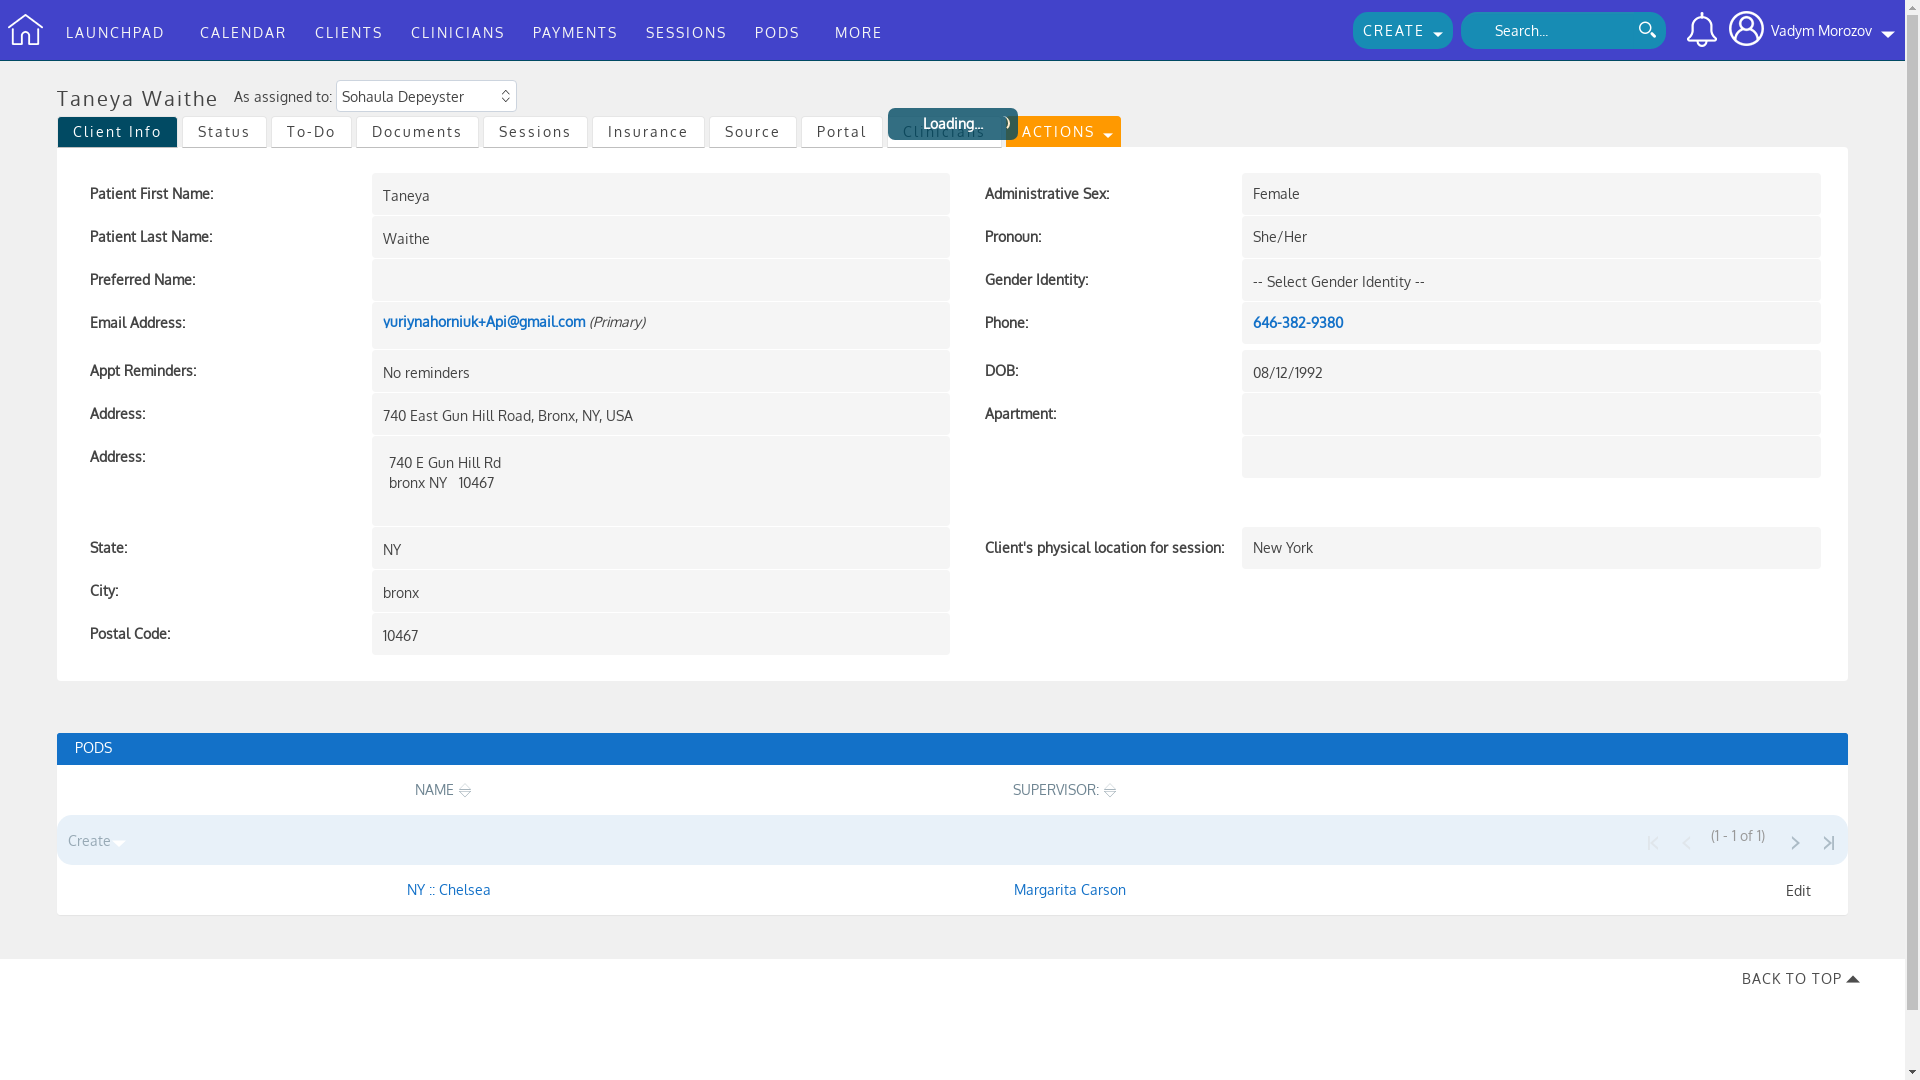 LAUNCHPAD CALENDAR CLIENTS CLINICIANS PAYMENTS SESSIONS PODS MORE CREATE Search... Vadym Morozov
Taneya Waithe As assigned to: Sohaula Depeyster
Loading...
Client Info Status To-Do Documents Sessions Insurance Source Portal Clinicians ACTIONS
Patient First Name: Taneya Administrative Sex: Female
Patient Last Name: Waithe Pronoun: She/Her
Preferred Name: Gender Identity: -- Select Gender Identity --
Email Address: yuriynahorniuk+Api@gmail.com (Primary) Phone: 646-382-9380
Appt Reminders: No reminders DOB: 08/12/1992
Address: 740 East Gun Hill Road, Bronx, NY, USA Apartment:
Address: 740 E Gun Hill Rd
bronx NY 10467
State: NY Client's physical location for session: New York
City: bronx
Postal Code: 10467
PODS
NAME SUPERVISOR:
Create (1 - 1 of 1)
NY :: Chelsea Margarita Carson Edit
BACK TO TOP